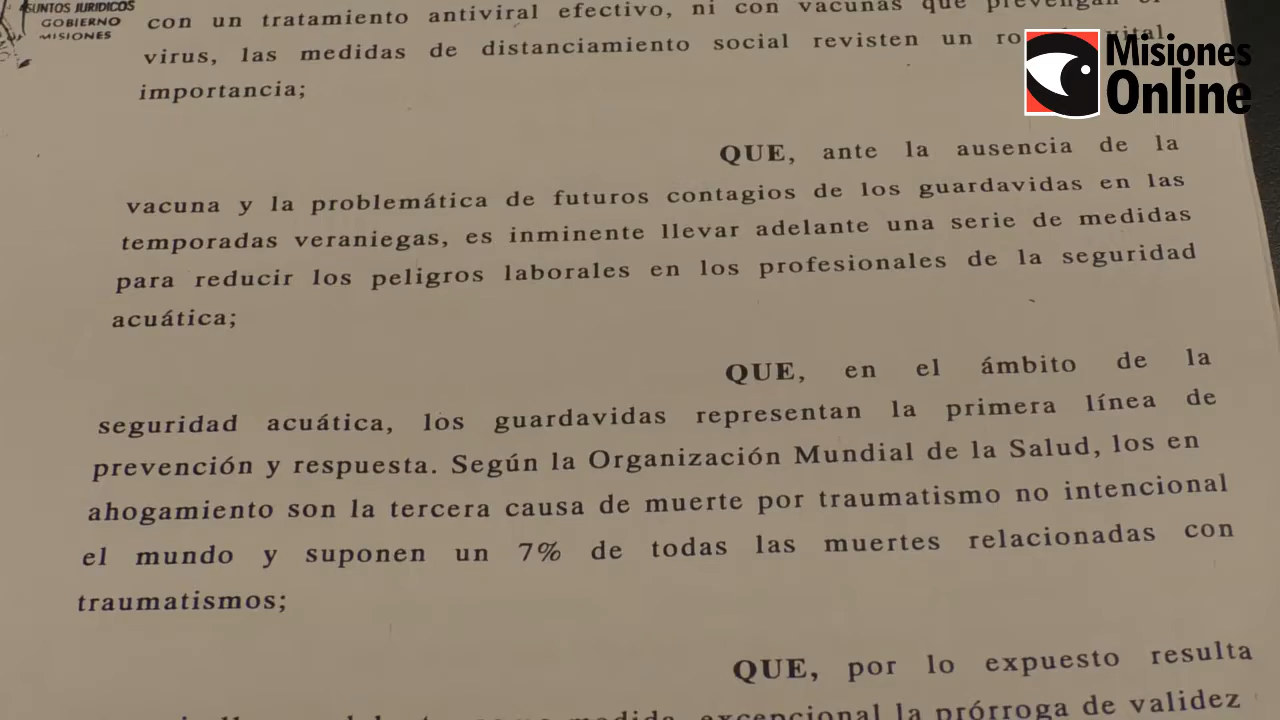 SUNTOS JURIDICOS
GOBIERNO
MISIONES
con un tratamiento antiviral efectivo, ni con vacunas que prevengan el
virus, las medidas de distanciamiento social revisten un vital
importancia;
Misiones
Online
QUE, ante la ausencia de la
vacuna y la problemática de futuros contagios de los guardavidas en las
temporadas veraniegas, es inminente llevar adelante una serie de medidas
para reducir los peligros laborales en los profesionales de la seguridad
acuática;
QUE, en el ámbito de la
seguridad acuática, los guardavidas representan la primera línea de
prevención y respuesta. Según la Organización Mundial de la Salud, los en
ahogamiento son la tercera causa de muerte por traumatismo no intencional
el mundo y suponen un 7% de todas las muertes relacionadas con
traumatismos;
QUE, por lo expuesto resulta
medida excepcional la prórroga de validez